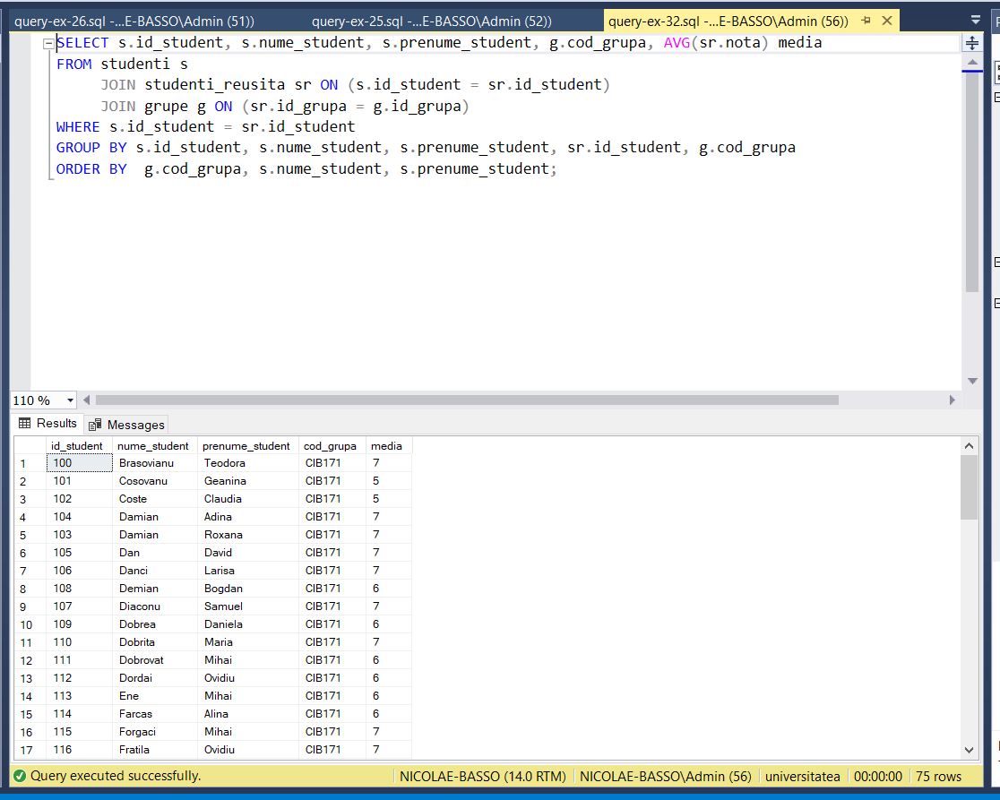 query-ex-26.sql -...E-BASSO\Admin (51)) query-ex-25.sql -...E-BASSO\Admin (52)) query-ex-32.sql -...E-BASSO\Admin (56))
SELECT s.id_student, s.nume_student, s.prenume_student, g.cod_grupa, AVG(sr.nota) media
FROM studenti s
JOIN studenti_reusita sr ON (s.id_student = sr.id_student)
JOIN grupe g ON (sr.id_grupa = g.id_grupa)
WHERE s.id_student = sr.id_student
GROUP BY s.id_student, s.nume_student, s.prenume_student, sr.id_student, g.cod_grupa
ORDER BY  g.cod_grupa, s.nume_student, s.prenume_student;
110 %
Results Messages
id_student nume_student prenume_student cod_grupa media
1 100 Brasovianu Teodora CIB171 7
2 101 Cosovanu Geanina CIB171 5
3 102 Coste Claudia CIB171 5
4 104 Damian Adina CIB171 7
5 103 Damian Roxana CIB171 7
6 105 Dan David CIB171 7
7 106 Danci Larisa CIB171 7
8 108 Demian Bogdan CIB171 6
9 107 Diaconu Samuel CIB171 7
10 109 Dobrea Daniela CIB171 6
11 110 Dobrita Maria CIB171 7
12 111 Dobrovat Mihai CIB171 6
13 112 Dordai Ovidiu CIB171 6
14 113 Ene Mihai CIB171 6
15 114 Farcas Alina CIB171 6
16 115 Forgaci Mihai CIB171 7
17 116 Fratila Ovidiu CIB171 7
Query executed successfully. NICOLAE-BASSO (14.0 RTM) NICOLAE-BASSO\Admin (56) universitatea 00:00:00 75 rows